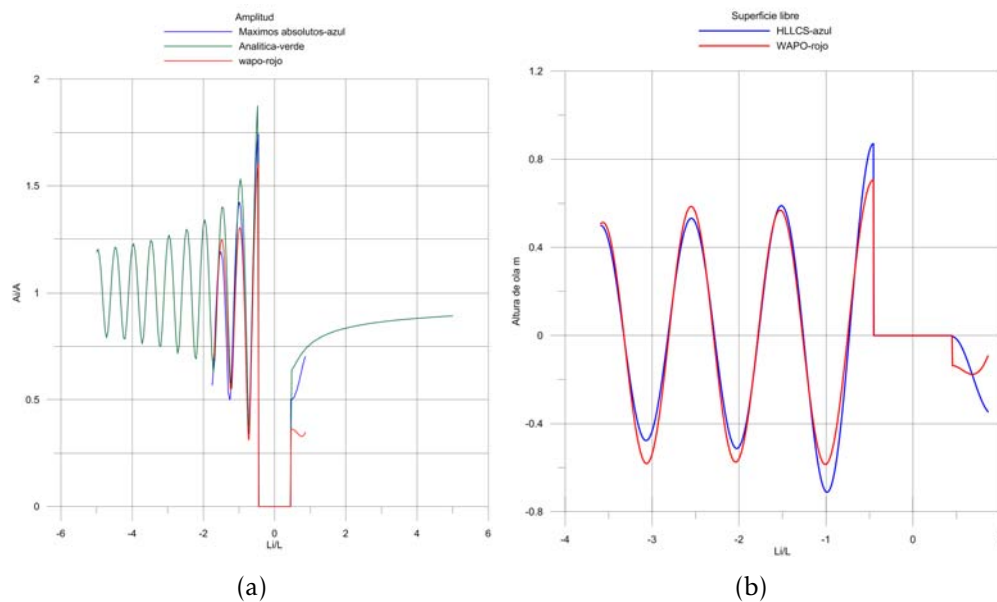 Amplitud
Maximos absolutos-azul
Analitica-verde
wapo-rojo
2
1.5
1
0.5
0
Ai/A
-6
-4
-2
0
2
4
6
Li/L
(a)
Superficie libre
HLLCS-azul
WAPO-rojo
1.2
0.8
0.4
0
-0.4
-0.8
Altura de ola m
-4
-3
-2
-1
0
Li/L
(b)